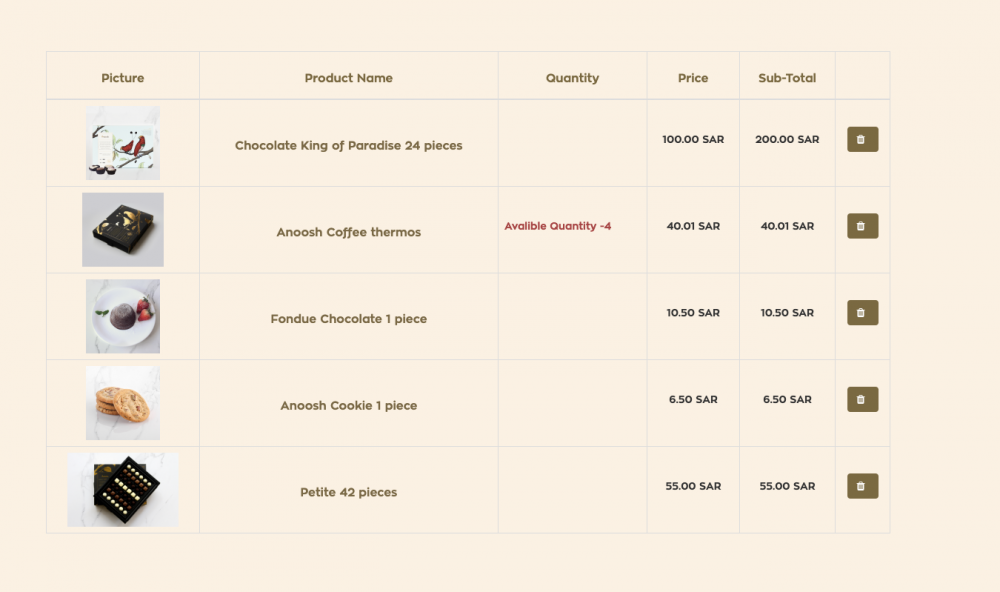 Picture Product Name Quantity Price Sub-Total
Chocolate King of Paradise 24 pieces 100.00 SAR 200.00 SAR
Anoosh Coffee thermos Avalible Quantity -4 40.01 SAR 40.01 SAR
Fondue Chocolate 1 piece 10.50 SAR 10.50 SAR
Anoosh Cookie 1 piece 6.50 SAR 6.50 SAR
Petite 42 pieces 55.00 SAR 55.00 SAR